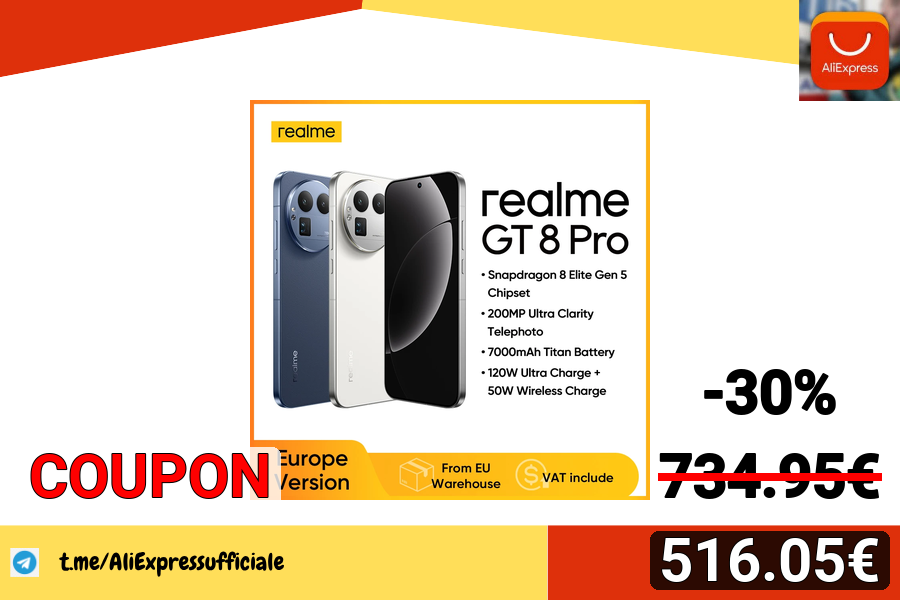 AliExpress
realme
realme
GT 8 Pro
• Snapdragon 8 Elite Gen 5
Chipset
• 200MP Ultra Clarity
Telephoto
• 7000mAh Titan Battery
• 120W Ultra Charge +
50W Wireless Charge
realme
realme
-30%
COUPON
Europe
Version
From EU
Warehouse
VAT include
734.95€
t.me/AliExpressufficiale
516.05€